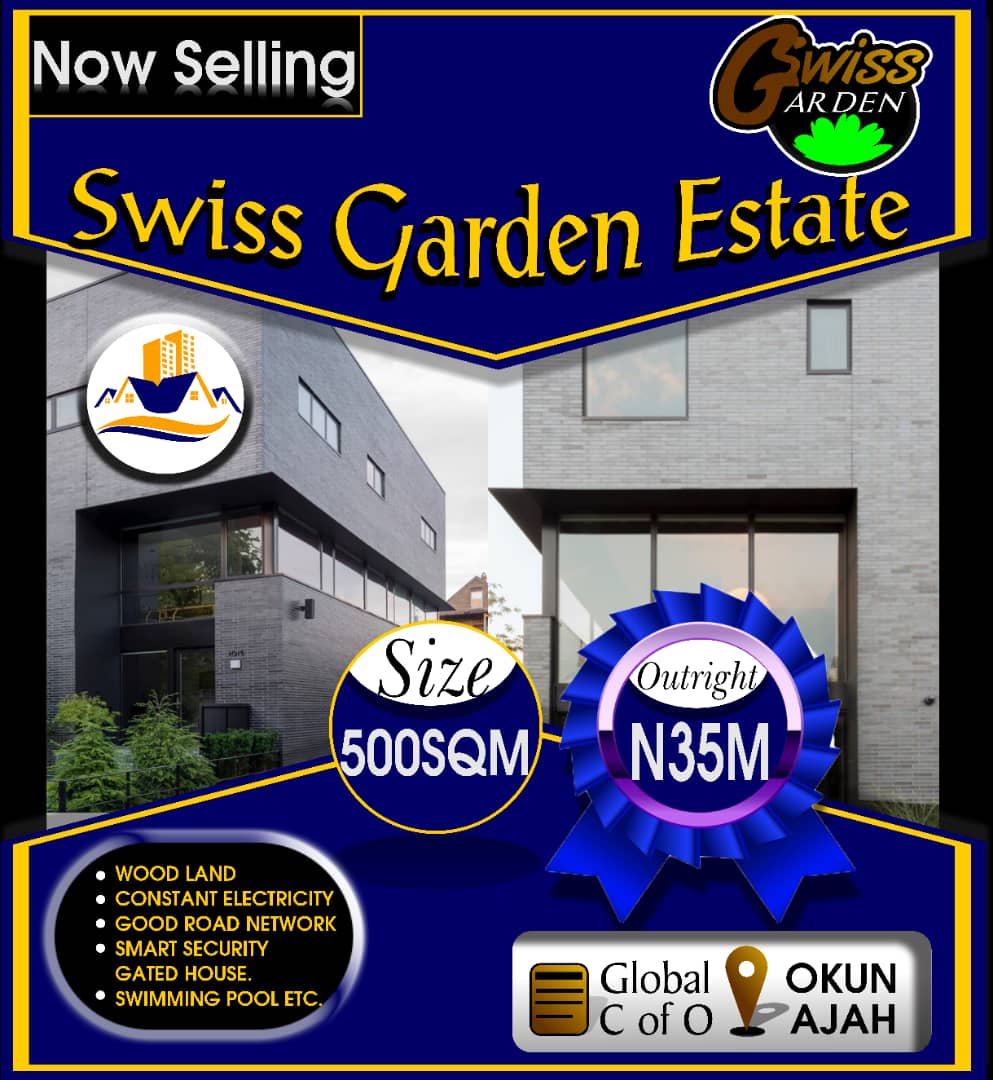 Now Selling
Swiss
GARDEN
Swiss Garden Estate
1015
Size
500SQM
Outright
N35M
• WOOD LAND
• CONSTANT ELECTRICITY
• GOOD ROAD NETWORK
• SMART SECURITY
GATED HOUSE.
• SWIMMING POOL ETC.
Global
C of O
OKUN
AJAH